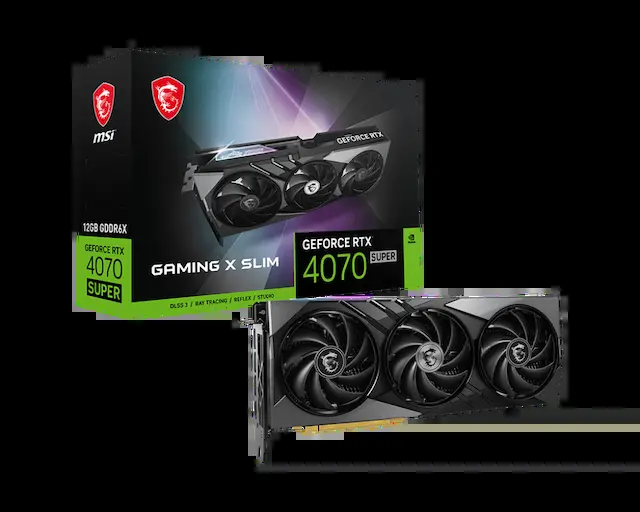 msi
12GB GDDR6X
GEFORCE RTX
4070
SUPER
GEFORCE RTX
GAMING X SLIM
GEFORCE RTX
4070 SUPER
DLSS 3 / RAY TRACING / REFLEX / STUDIO